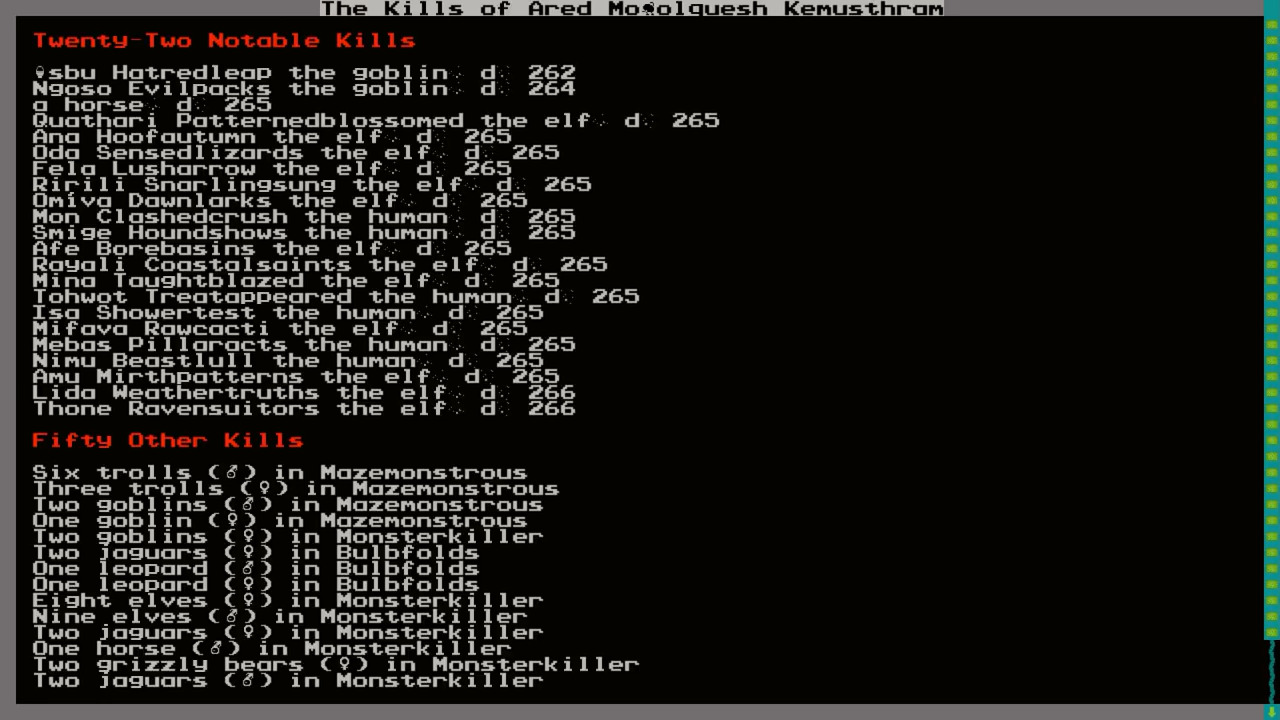 The Kills of Ared Mosolquesh Kemusthram
Twenty-Two Notable Kills
Hatredleap the goblin, d. 262
Ngoso Evilpacks the goblin, d. 264
a horse, d. 265
Quathari Patternedblossomed the elf, d. 265
Ana Hoofautumn the elf, d. 265
Oda Sensedlizards the elf, d. 265
Fela Lusharrow the elf, d. 265
Ririli Snarlingsung the elf, d. 265
Omiva Dawnlarks the elf, d. 265
Mon Clashedcrush the human, d. 265
Smige Houndshows the human, d. 265
Afe Borebasins the elf, d. 265
Rayali Coastalsaints the elf, d. 265
Mina Taughtblazed the elf, d. 265
Tohwot Treatappeared the human, d. 265
Isa Showertest the human, d. 265
Mifava Rawcacti the elf, d. 265
Mebas Pillaracts the human, d. 265
Nimu Beastlull the human, d. 265
Amu Mirthpatterns the elf, d. 265
Lida Weathertruths the elf, d. 266
Thone Ravensuitors the elf, d. 266
Fifty Other Kills
Six trolls (♂) in Mazemonstrous
Three trolls (♀) in Mazemonstrous
Two goblins (♂) in Mazemonstrous
One goblin (♀) in Mazemonstrous
Two goblins (♀) in Monsterkiller
Two jaguars (♀) in Bulbfolds
One leopard (♂) in Bulbfolds
One leopard (♀) in Bulbfolds
Eight elves (♀) in Monsterkiller
Nine elves (♂) in Monsterkiller
Two jaguars (♀) in Monsterkiller
One horse (♂) in Monsterkiller
Two grizzly bears (♀) in Monsterkiller
Two jaguars (♂) in Monsterkiller